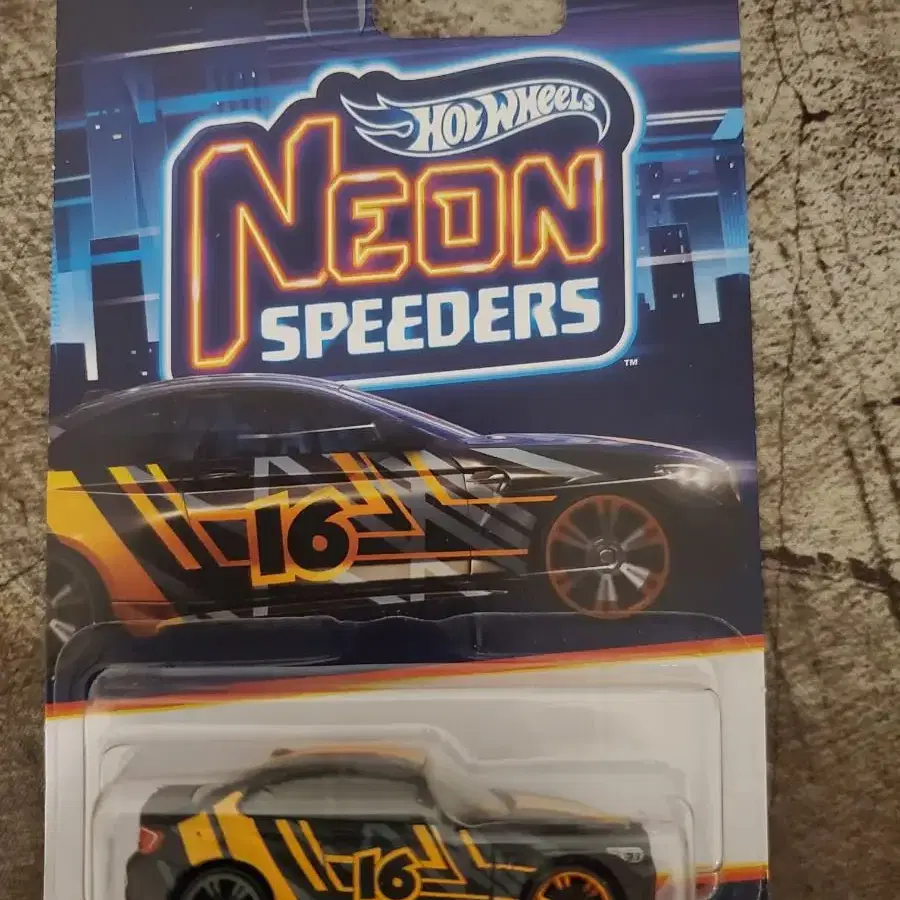 Hot Wheels
NEON
SPEEDERS
TM
16
16